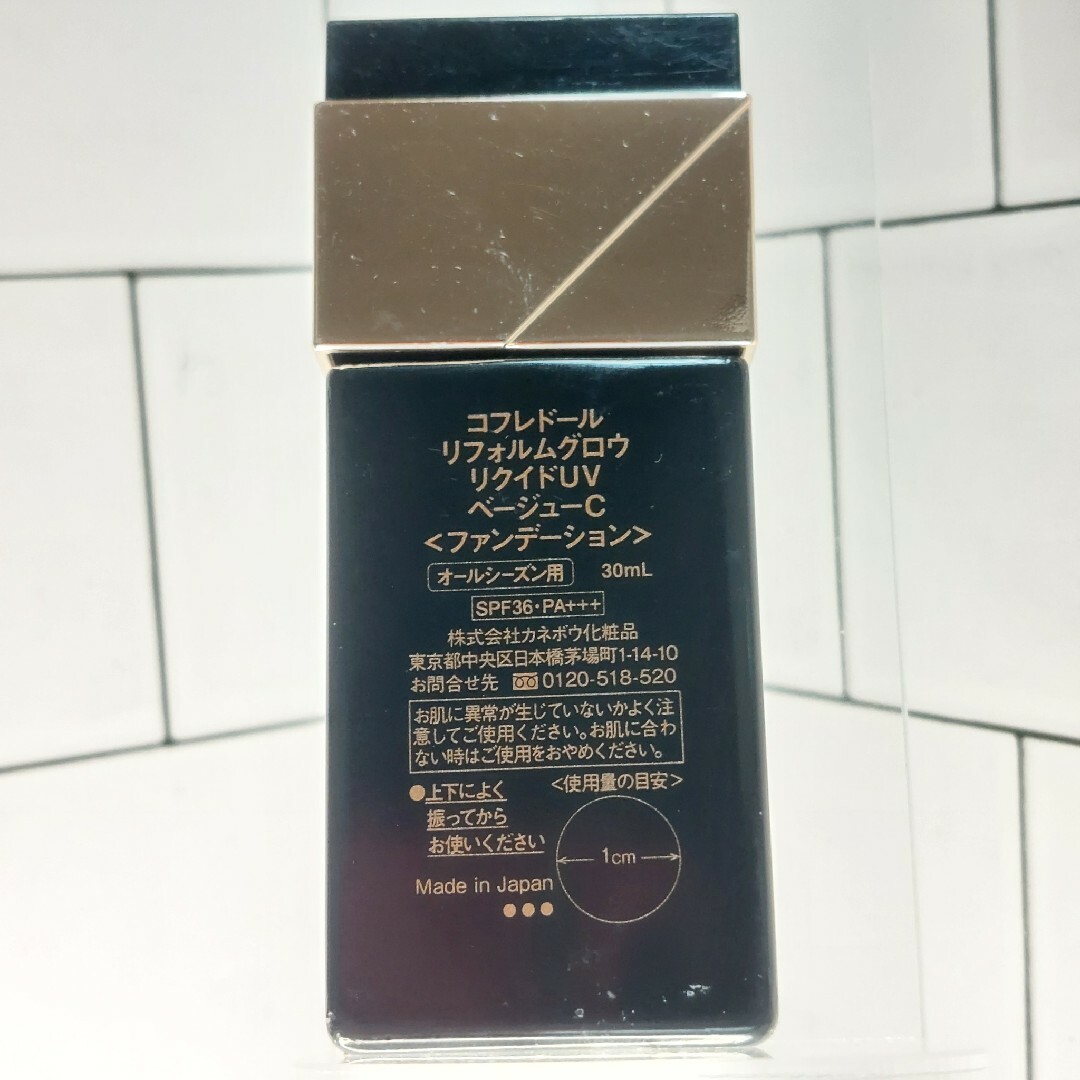 コフレドール
リフォルムグロウ
リクイドUV
ベージューC
<ファンデーション>
オールシーズン用 30mL
SPF36・PA+++
株式会社カネボウ化粧品
東京都中央区日本橋茅場町1-14-10
お問合せ先 0120-518-520
お肌に異常が生じていないかよく注
意してご使用ください。お肌に合わ
ない時はご使用をおやめください。
●上下によく
振ってから
お使いください
<使用量の目安>
1cm
Made in Japan